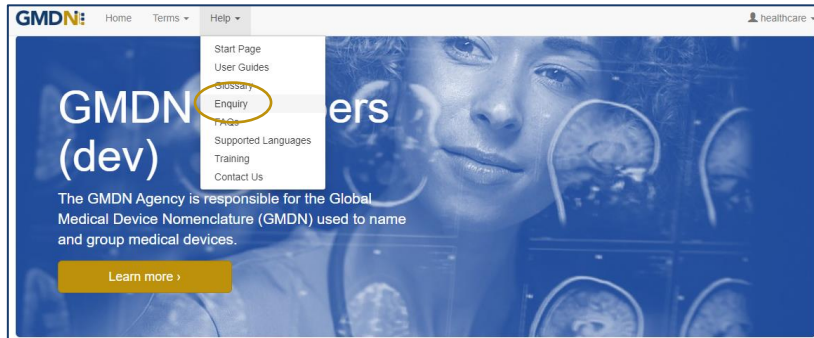 GMDN Home Terms Help healthcare
Start Page
User Guides
Glossary
Enquiry
FAQs
Supported Languages
Training
Contact Us
GMDN ers
(dev)
The GMDN Agency is responsible for the Global
Medical Device Nomenclature (GMDN) used to name
and group medical devices.
Learn more ›